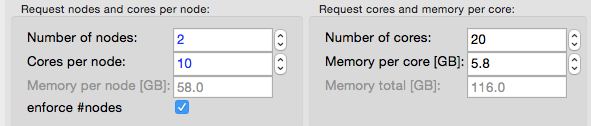 Request nodes and cores per node:
Number of nodes: 2
Cores per node: 10
Memory per node [GB]: 58.0
enforce #nodes
Request cores and memory per core:
Number of cores: 20
Memory per core [GB]: 5.8
Memory total [GB]: 116.0